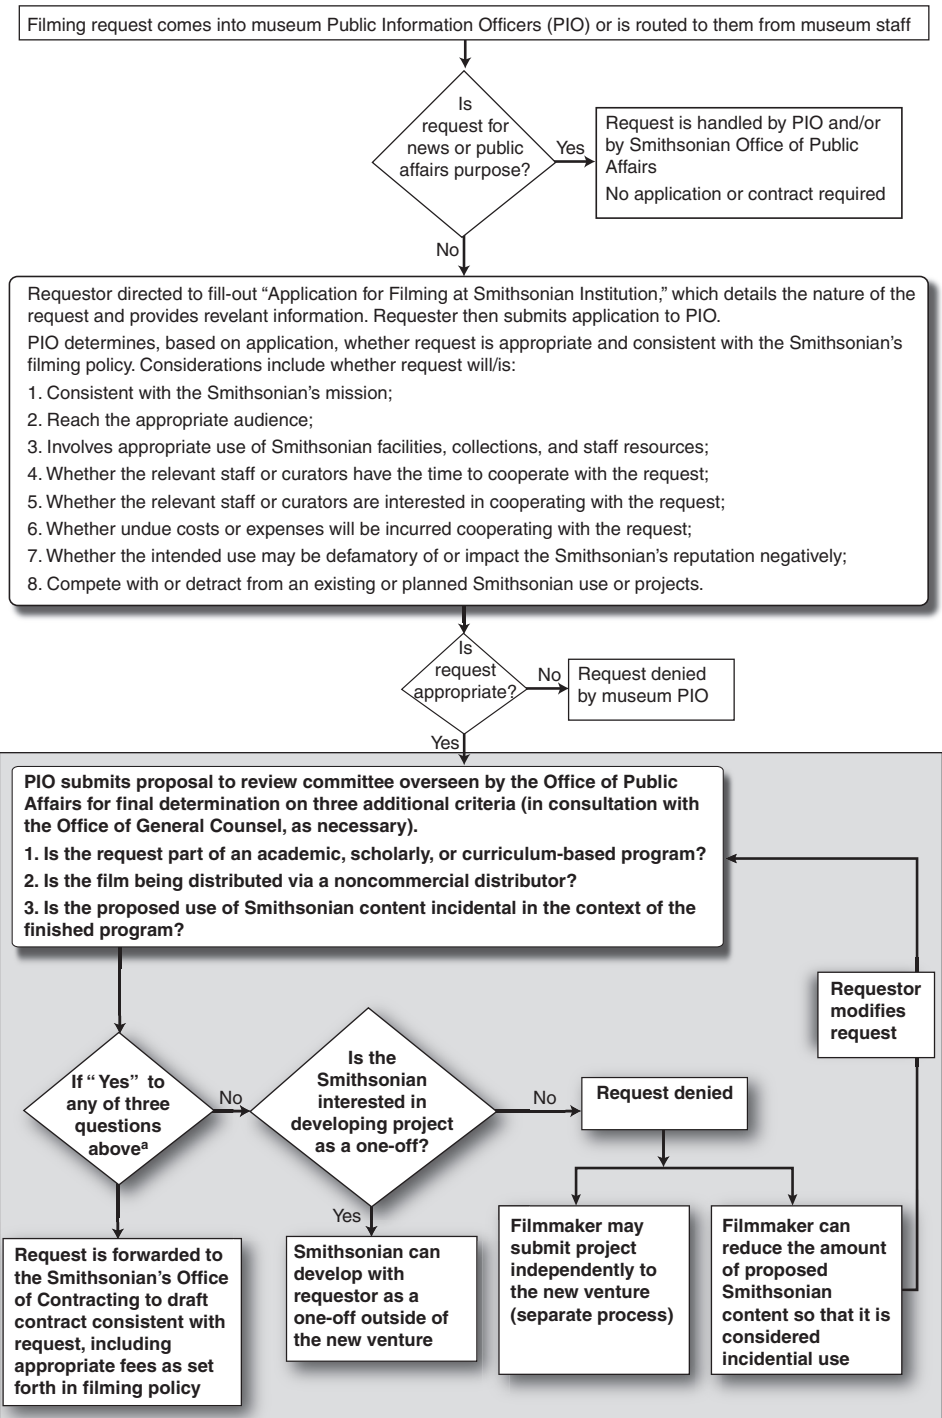 Filming request comes into museum Public Information Officers (PIO) or is routed to them from museum staff
Is
request for
news or public
affairs purpose?
Yes
Request is handled by PIO and/or
by Smithsonian Office of Public
Affairs
No application or contract required
No
Requestor directed to fill-out “Application for Filming at Smithsonian Institution,” which details the nature of the
request and provides revelant information. Requester then submits application to PIO.
PIO determines, based on application, whether request is appropriate and consistent with the Smithsonian’s
filming policy. Considerations include whether request will/is:
1. Consistent with the Smithsonian’s mission;
2. Reach the appropriate audience;
3. Involves appropriate use of Smithsonian facilities, collections, and staff resources;
4. Whether the relevant staff or curators have the time to cooperate with the request;
5. Whether the relevant staff or curators are interested in cooperating with the request;
6. Whether undue costs or expenses will be incurred cooperating with the request;
7. Whether the intended use may be defamatory of or impact the Smithsonian’s reputation negatively;
8. Compete with or detract from an existing or planned Smithsonian use or projects.
Is
request
appropriate?
No
Request denied
by museum PIO
Yes
PIO submits proposal to review committee overseen by the Office of Public
Affairs for final determination on three additional criteria (in consultation with
the Office of General Counsel, as necessary).
1. Is the request part of an academic, scholarly, or curriculum-based program?
2. Is the film being distributed via a noncommercial distributor?
3. Is the proposed use of Smithsonian content incidental in the context of the
finished program?
Requestor
modifies
request
If “Yes” to
any of three
questions
aboveᵃ
No
Is the
Smithsonian
interested in
developing project
as a one-off?
No
Request denied
Yes
Request is forwarded to
the Smithsonian’s Office
of Contracting to draft
contract consistent with
request, including
appropriate fees as set
forth in filming policy
Smithsonian can
develop with
requestor as a
one-off outside of
the new venture
Filmmaker may
submit project
independently to
the new venture
(separate process)
Filmmaker can
reduce the amount
of proposed
Smithsonian
content so that it is
considered
incidential use